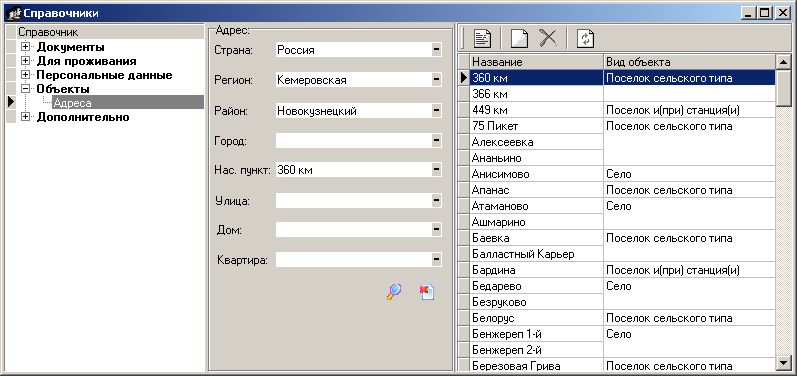 Справочники
Справочник
Документы
Для проживания
Персональные данные
Объекты
Адреса
Дополнительно
Адрес:
Страна: Россия
Регион: Кемеровская
Район: Новокузнецкий
Город:
Нас. пункт: 360 км
Улица:
Дом:
Квартира:
Название Вид объекта
360 км Поселок сельского типа
366 км
449 км Поселок и(при) станция(и)
75 Пикет Поселок сельского типа
Алексеевка
Ананьино
Анисимово Село
Апанас Поселок сельского типа
Атаманово Село
Ашмарино
Баевка Поселок сельского типа
Балластный Карьер
Бардина Поселок и(при) станция(и)
Бедарево Село
Безруково
Белорус Поселок сельского типа
Бенжереп 1-й Село
Бенжереп 2-й
Березовая Грива Поселок сельского типа